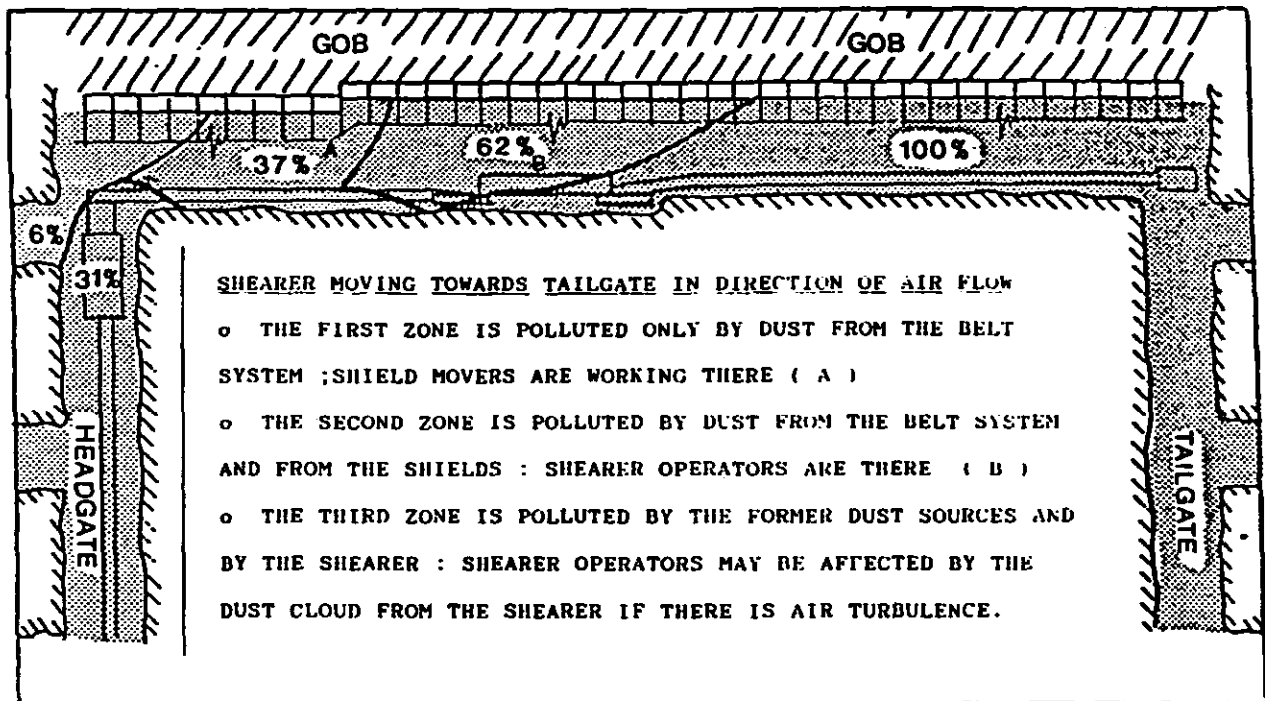 GOB GOB
37% A 62% B 100%
6%
31%
HEADGATE
TAILGATE
SHEARER MOVING TOWARDS TAILGATE IN DIRECTION OF AIR FLOW
o THE FIRST ZONE IS POLLUTED ONLY BY DUST FROM THE BELT
SYSTEM ;SHIELD MOVERS ARE WORKING THERE ( A )
o THE SECOND ZONE IS POLLUTED BY DUST FROM THE BELT SYSTEM
AND FROM THE SHIELDS : SHEARER OPERATORS ARE THERE ( B )
o THE THIRD ZONE IS POLLUTED BY THE FORMER DUST SOURCES AND
BY THE SHEARER : SHEARER OPERATORS MAY BE AFFECTED BY THE
DUST CLOUD FROM THE SHEARER IF THERE IS AIR TURBULENCE.